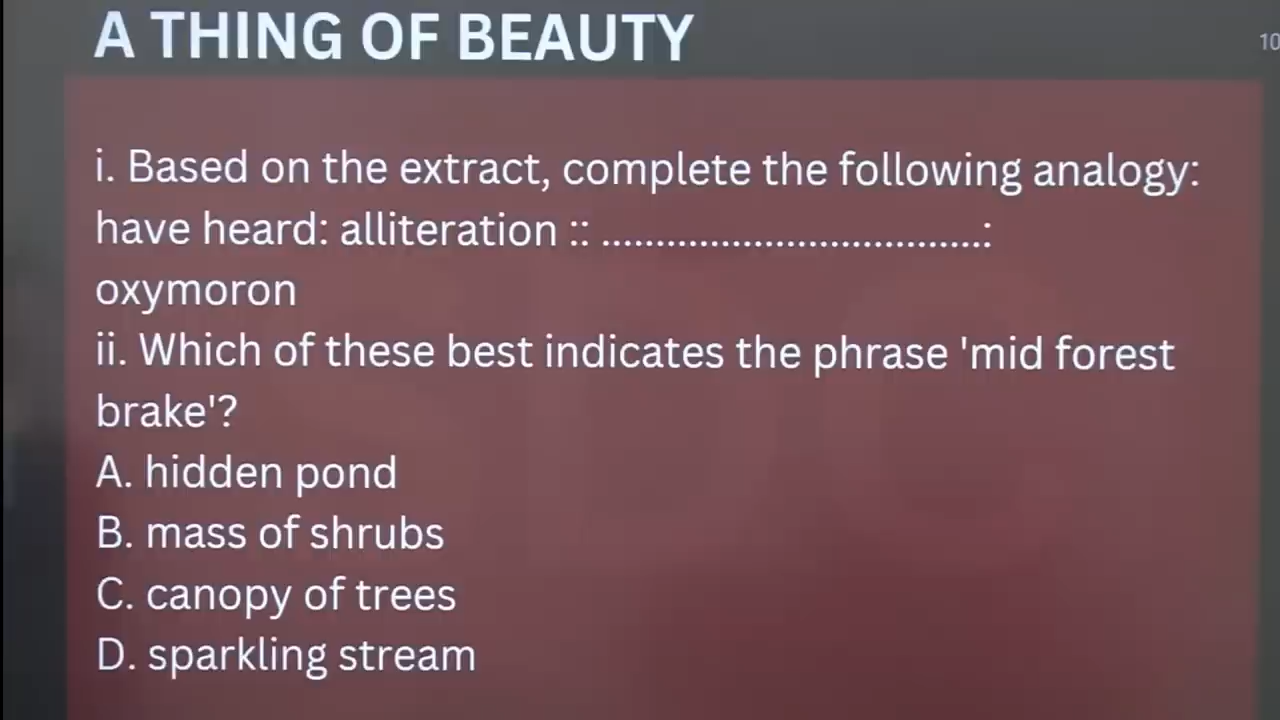 A THING OF BEAUTY
10
i. Based on the extract, complete the following analogy:
have heard: alliteration :: ....................................:
oxymoron
ii. Which of these best indicates the phrase 'mid forest
brake'?
A. hidden pond
B. mass of shrubs
C. canopy of trees
D. sparkling stream